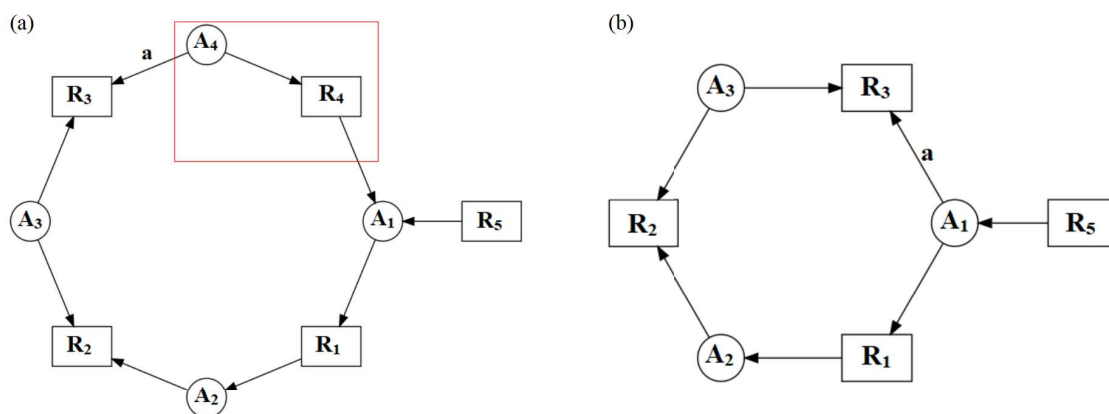 (a)
(b)
A₄
a
R₃
R₄
A₃
A₁
R₅
R₂
R₁
A₂
A₃
R₃
a
R₂
A₁
R₅
A₂
R₁